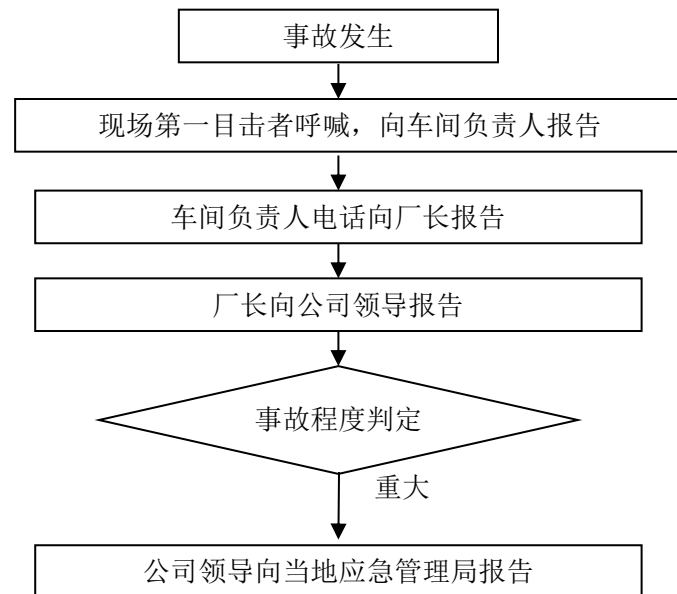 事故发生
现场第一目击者呼喊，向车间负责人报告
车间负责人电话向厂长报告
厂长向公司领导报告
事故程度判定
重大
公司领导向当地应急管理局报告